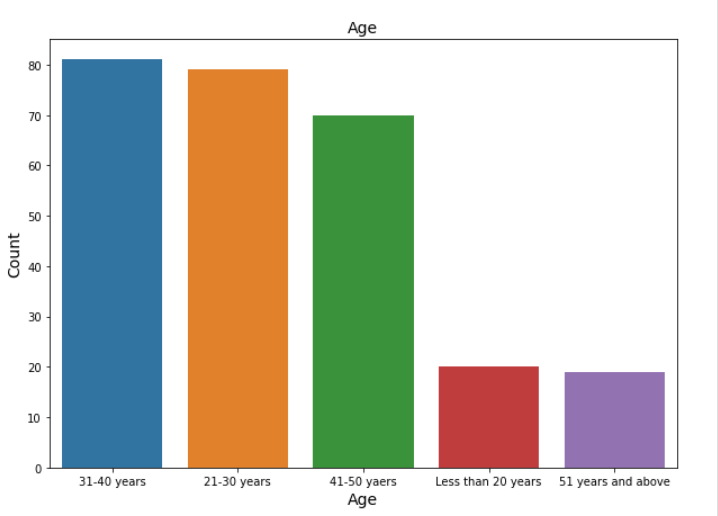 Age
80
70
60
50
40
30
20
10
0
Count
31-40 years
21-30 years
41-50 yaers
Less than 20 years
51 years and above
Age